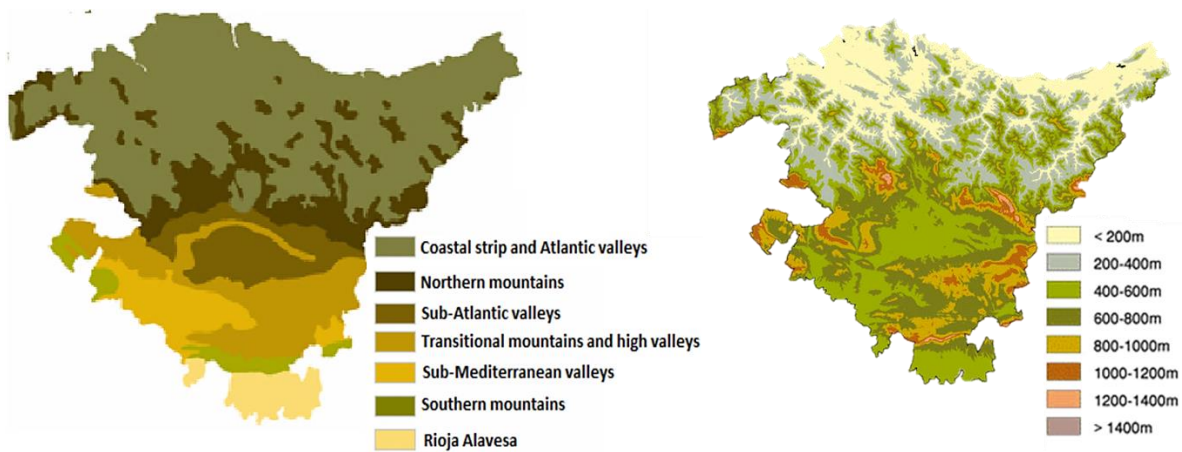 Coastal strip and Atlantic valleys
Northern mountains
Sub-Atlantic valleys
Transitional mountains and high valleys
Sub-Mediterranean valleys
Southern mountains
Rioja Alavesa
< 200m
200-400m
400-600m
600-800m
800-1000m
1000-1200m
1200-1400m
> 1400m